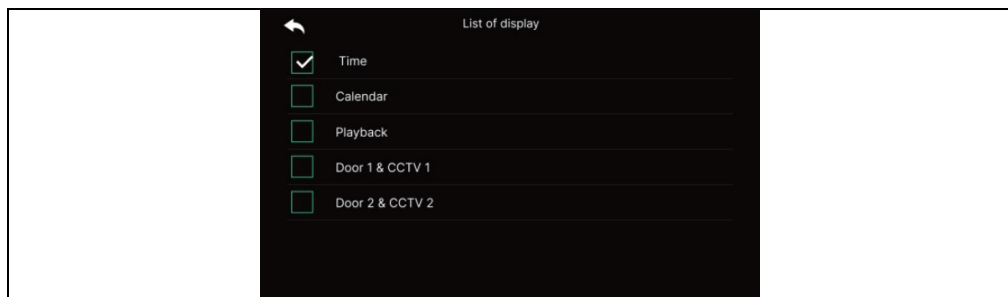 List of display
Time
Calendar
Playback
Door 1 & CCTV 1
Door 2 & CCTV 2